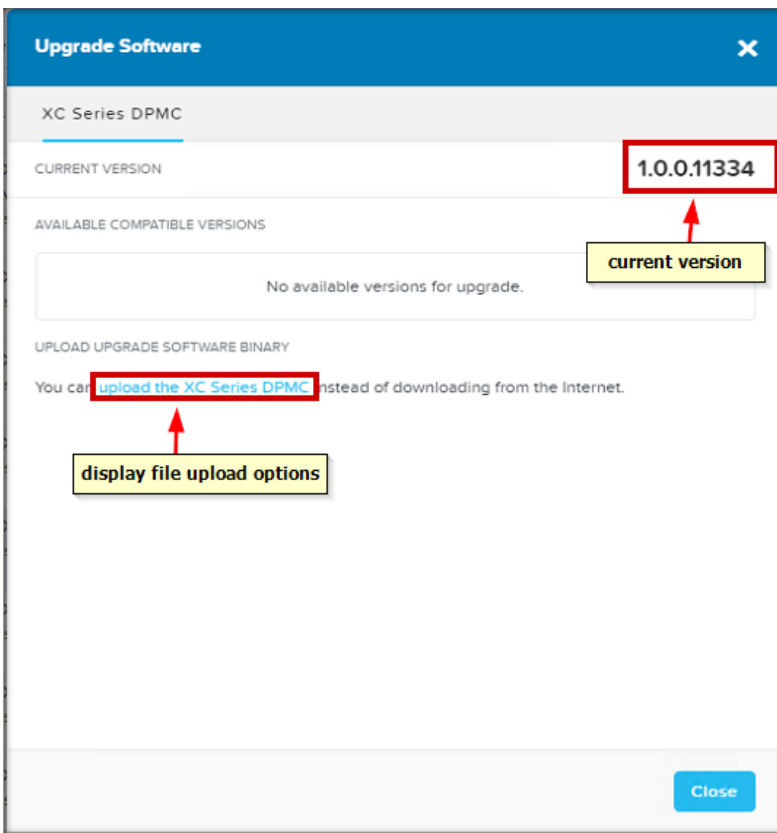 Upgrade Software
XC Series DPMC
CURRENT VERSION 1.0.0.11334
AVAILABLE COMPATIBLE VERSIONS
current version
No available versions for upgrade.
UPLOAD UPGRADE SOFTWARE BINARY
You can upload the XC Series DPMC instead of downloading from the Internet.
display file upload options
Close